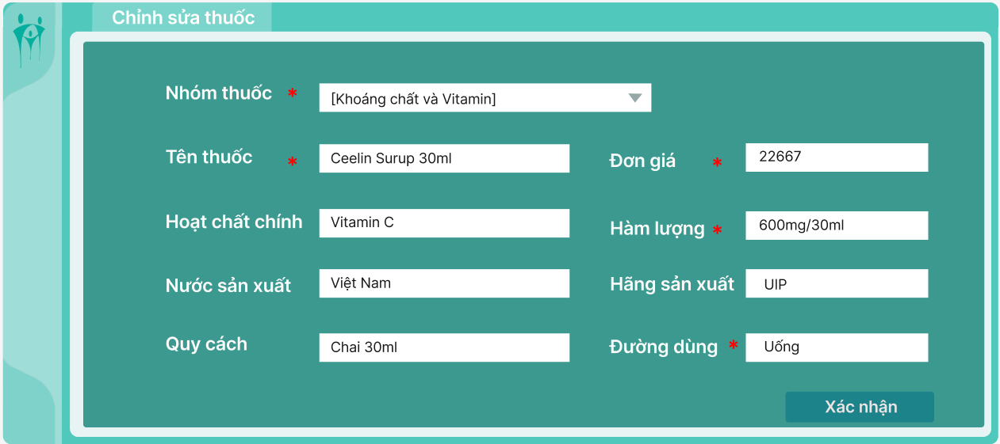 Chỉnh sửa thuốc
Nhóm thuốc * [Khoáng chất và Vitamin]
Tên thuốc * Ceelin Surup 30ml Đơn giá * 22667
Hoạt chất chính Vitamin C Hàm lượng * 600mg/30ml
Nước sản xuất Việt Nam Hãng sản xuất UIP
Quy cách Chai 30ml Đường dùng * Uống
Xác nhận